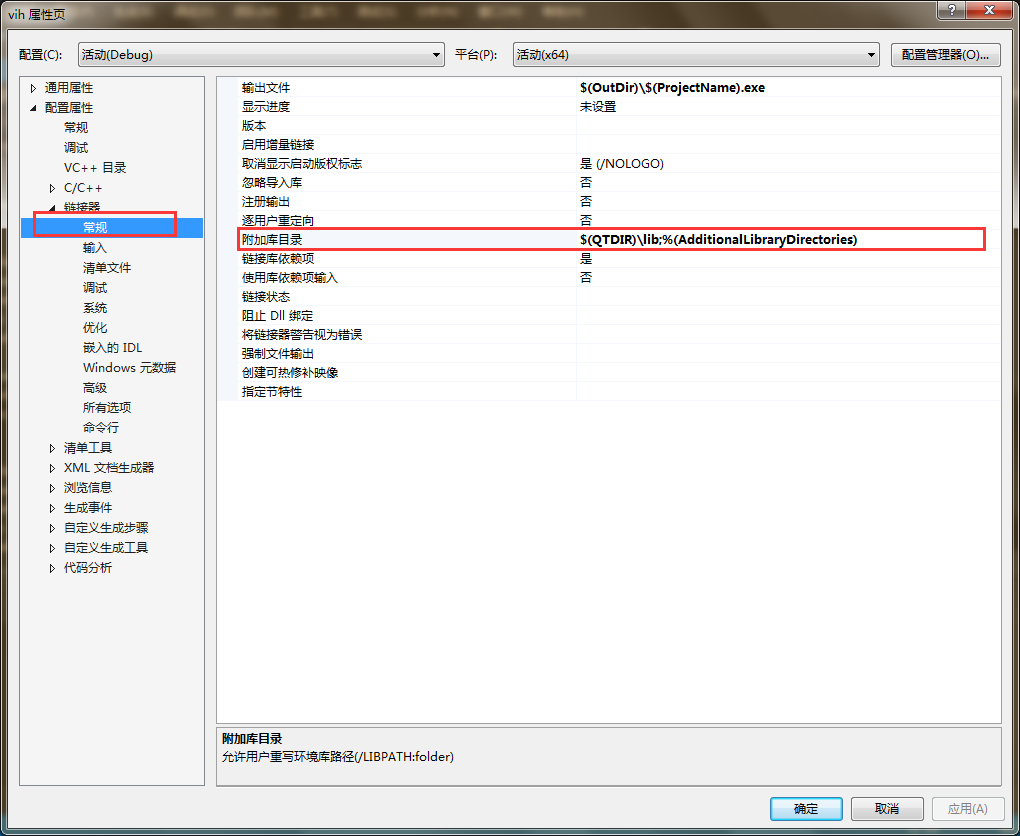 vih 属性页
配置(C): 活动(Debug) 平台(P): 活动(x64) 配置管理器(O)...
通用属性
配置属性
常规
调试
VC++ 目录
C/C++
链接器
常规
输入
清单文件
调试
系统
优化
嵌入的 IDL
Windows 元数据
高级
所有选项
命令行
清单工具
XML 文档生成器
浏览信息
生成事件
自定义生成步骤
自定义生成工具
代码分析
输出文件 $(OutDir)\$(ProjectName).exe
显示进度 未设置
版本
启用增量链接
取消显示启动版权标志 是 (/NOLOGO)
忽略导入库 否
注册输出 否
逐用户重定向 否
附加库目录 $(QTDIR)\lib;%(AdditionalLibraryDirectories)
链接库依赖项 是
使用库依赖项输入 否
链接状态
阻止 Dll 绑定
将链接器警告视为错误
强制文件输出
创建可热修补映像
指定节特性
附加库目录
允许用户重写环境库路径(/LIBPATH:folder)
确定 取消 应用(A)